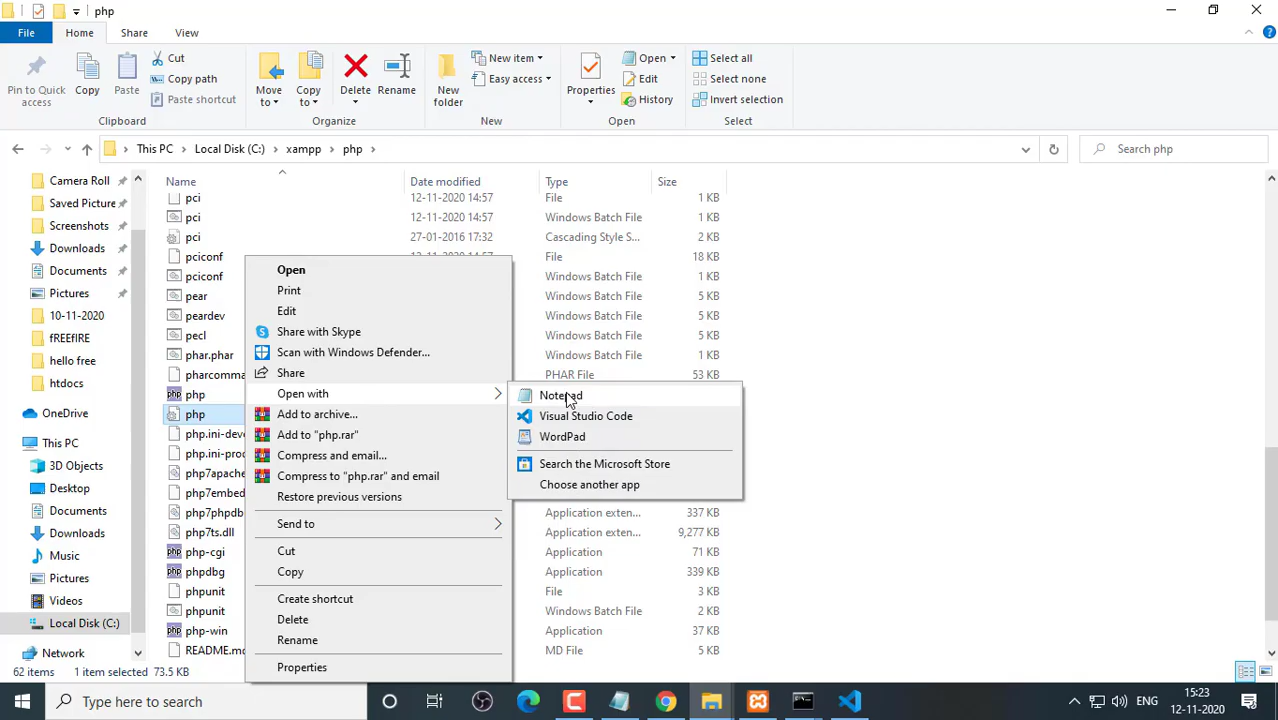 php
File Home Share View
Pin to Quick access
Copy
Paste
Cut
Copy path
Paste shortcut
Clipboard
Move to
Copy to
Delete
Rename
Organize
New folder
New item
Easy access
New
Properties
Open
Edit
History
Open
Select all
Select none
Invert selection
Select
This PC Local Disk (C:) xampp php
Search php
Camera Roll
Saved Picture
Screenshots
Downloads
Documents
Pictures
10-11-2020
fREEfIRE
hello free
htdocs
OneDrive
This PC
3D Objects
Desktop
Documents
Downloads
Music
Pictures
Videos
Local Disk (C:)
Network
Name Date modified Type Size
pci 12-11-2020 14:57 File 1 KB
pci 12-11-2020 14:57 Windows Batch File 1 KB
pci 27-01-2016 17:32 Cascading Style S... 2 KB
pciconf File 18 KB
pciconf Windows Batch File 1 KB
pear Windows Batch File 5 KB
peardev Windows Batch File 5 KB
pecl Windows Batch File 5 KB
phar.phar Windows Batch File 1 KB
pharcomma PHAR File 53 KB
php
php
php.ini-deve
php.ini-proc
php7apache
php7embed
php7phpdb Application exten... 337 KB
php7ts.dll Application exten... 9,277 KB
php-cgi Application 71 KB
phpdbg Application 339 KB
phpunit File 3 KB
phpunit Windows Batch File 2 KB
php-win Application 37 KB
README.md MD File 5 KB
Open
Print
Edit
Share with Skype
Scan with Windows Defender...
Share
Open with
Add to archive...
Add to "php.rar"
Compress and email...
Compress to "php.rar" and email
Restore previous versions
Send to
Cut
Copy
Create shortcut
Delete
Rename
Properties
Notepad
Visual Studio Code
WordPad
Search the Microsoft Store
Choose another app
62 items 1 item selected 73.5 KB
Type here to search
ENG
15:23
12-11-2020